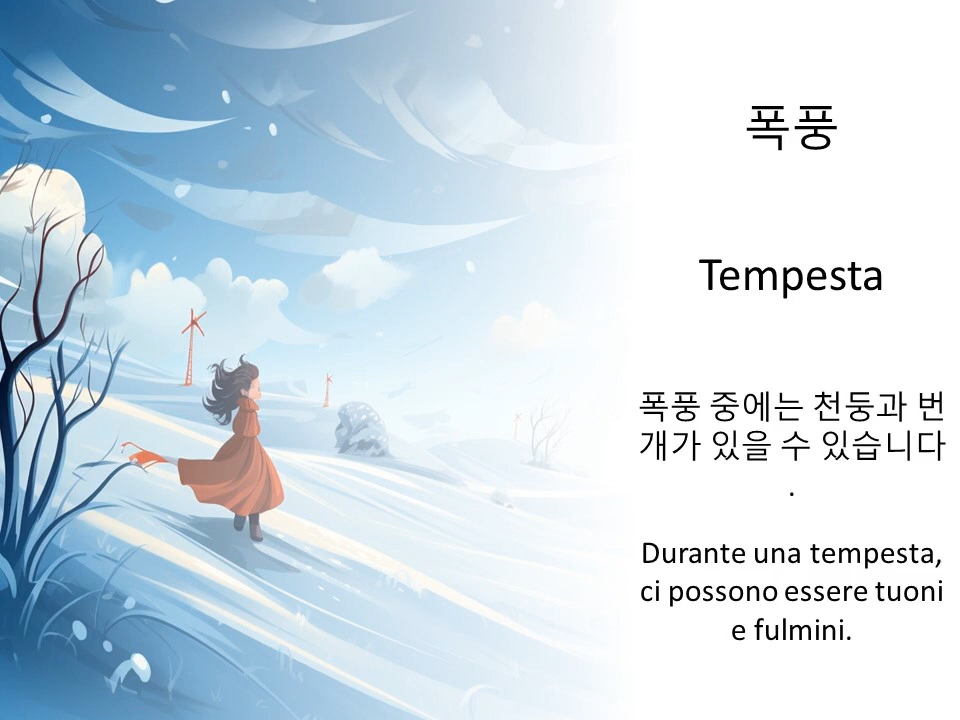 폭풍
Tempesta
폭풍 중에는 천둥과 번
개가 있을 수 있습니다
.
Durante una tempesta,
ci possono essere tuoni
e fulmini.